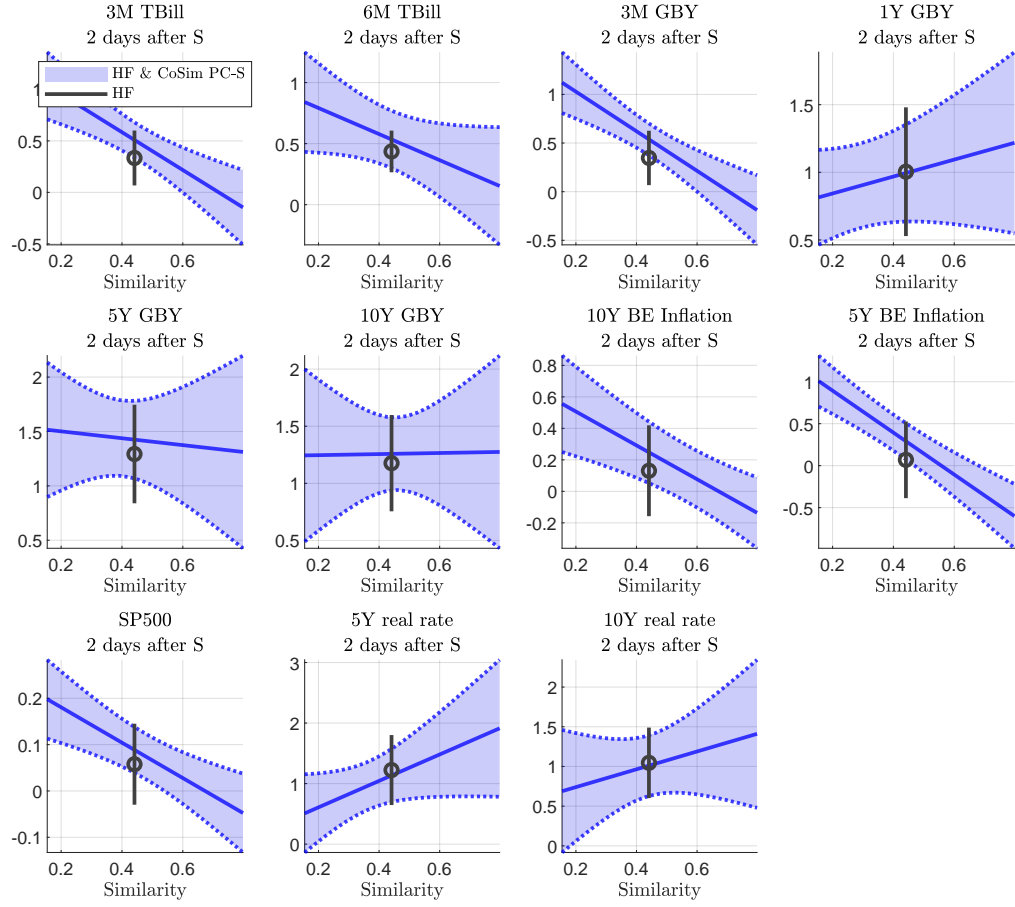 3M TBill
2 days after S
1
0.5
0
-0.5
0.2 0.4 0.6
Similarity
HF & CoSim PC-S
HF
6M TBill
2 days after S
1
0.5
0
0.2 0.4 0.6
Similarity
3M GBY
2 days after S
1
0.5
0
-0.5
0.2 0.4 0.6
Similarity
1Y GBY
2 days after S
1.5
1
0.5
0.2 0.4 0.6
Similarity
5Y GBY
2 days after S
2
1.5
1
0.5
0.2 0.4 0.6
Similarity
10Y GBY
2 days after S
2
1.5
1
0.5
0.2 0.4 0.6
Similarity
10Y BE Inflation
2 days after S
0.8
0.6
0.4
0.2
0
-0.2
0.2 0.4 0.6
Similarity
5Y BE Inflation
2 days after S
1
0.5
0
-0.5
0.2 0.4 0.6
Similarity
SP500
2 days after S
0.2
0.1
0
-0.1
0.2 0.4 0.6
Similarity
5Y real rate
2 days after S
3
2
1
0
0.2 0.4 0.6
Similarity
10Y real rate
2 days after S
2
1.5
1
0.5
0
0.2 0.4 0.6
Similarity